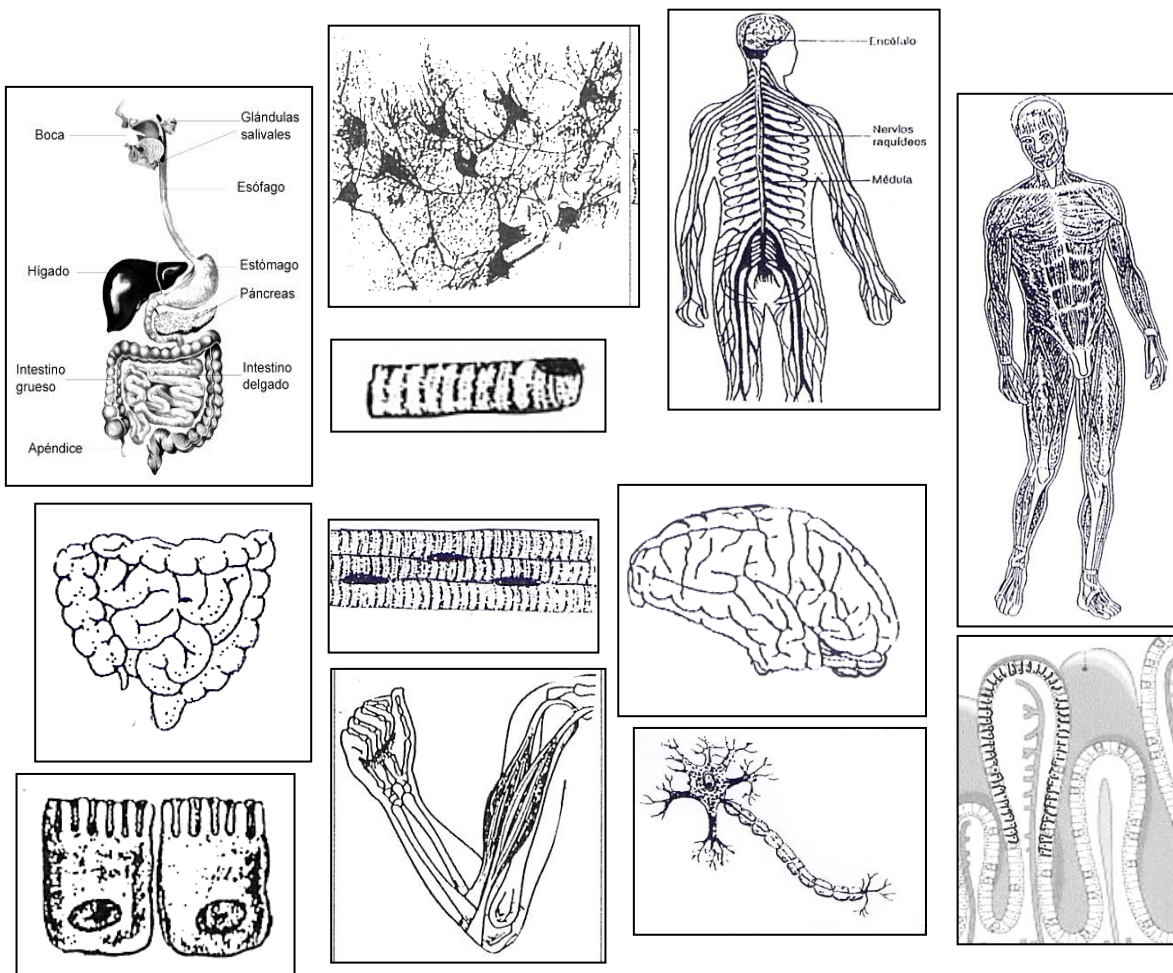 Boca
Glándulas
salivales
Esófago
Hígado
Estómago
Páncreas
Intestino
grueso
Intestino
delgado
Apéndice
Encéfalo
Nervios
raquídeos
Médula